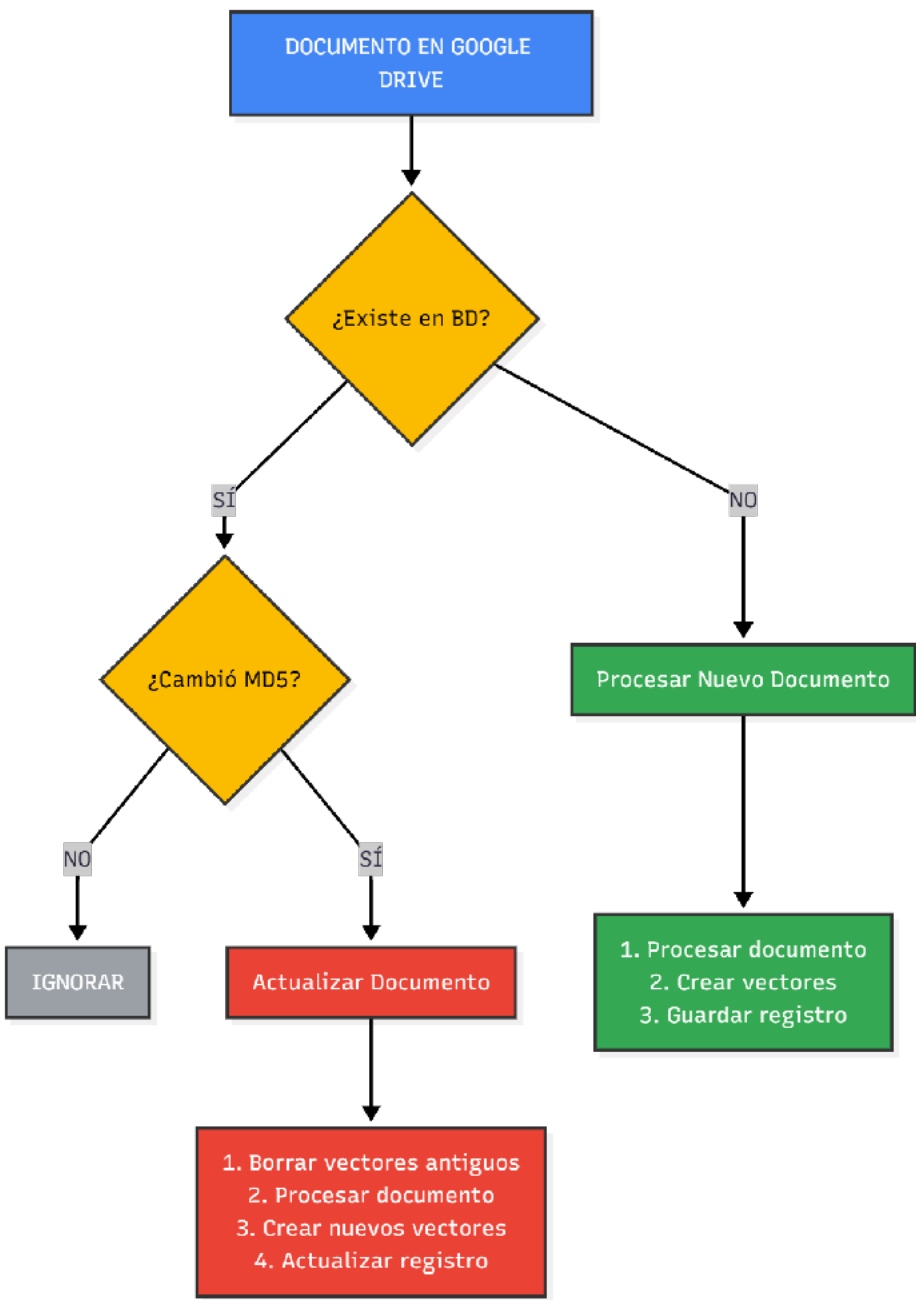 DOCUMENTO EN GOOGLE
DRIVE
¿Existe en BD?
SÍ
NO
¿Cambió MD5?
Procesar Nuevo Documento
NO
SÍ
IGNORAR
Actualizar Documento
1. Procesar documento
2. Crear vectores
3. Guardar registro
1. Borrar vectores antiguos
2. Procesar documento
3. Crear nuevos vectores
4. Actualizar registro